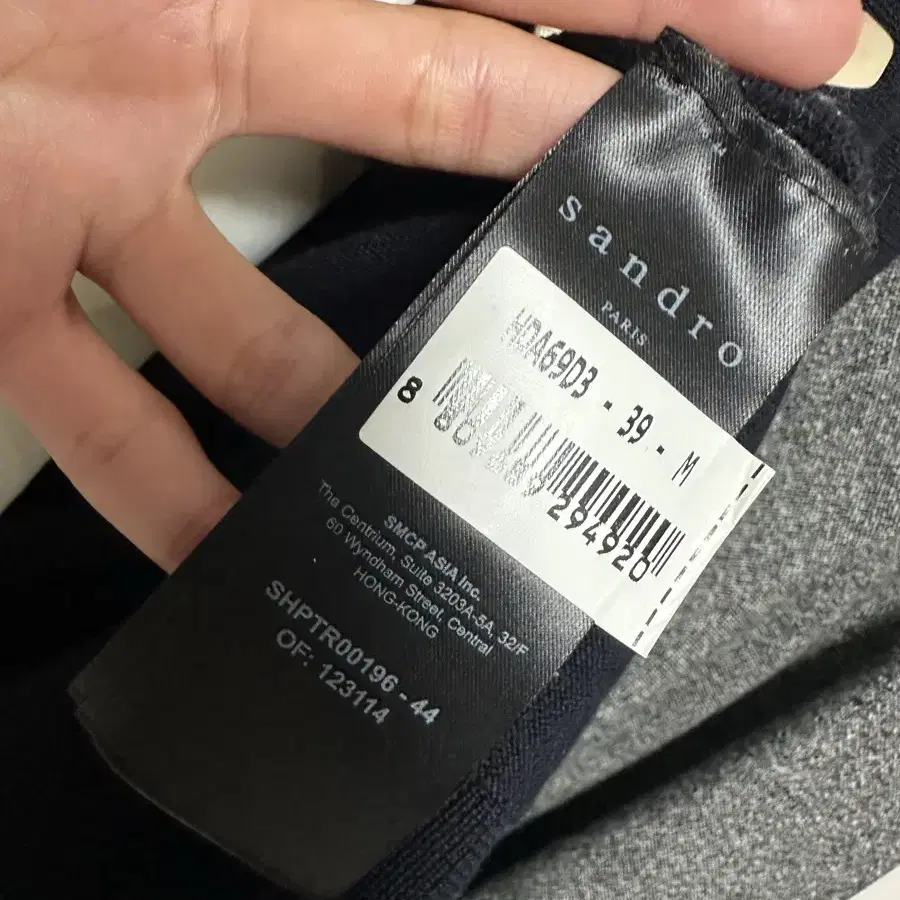 sandro
PARIS
- 39 - M
8
294920
SMCP ASIA Inc.
The Centrium, Suite 3203A-5A, 32/F
60 Wyndham Street, Central
HONG-KONG
SHPTR00196 - 44
OF: 123114